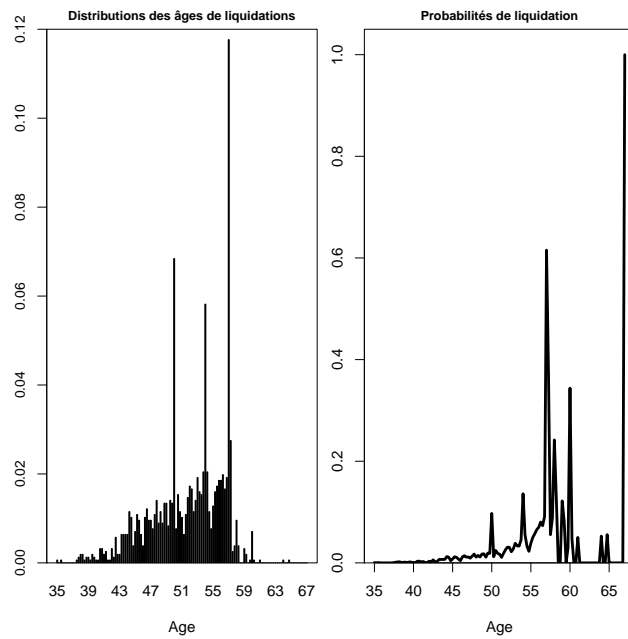 Distributions des âges de liquidations
0.00 0.02 0.04 0.06 0.08 0.10 0.12
35 39 43 47 51 55 59 63 67
Age
Probabilités de liquidation
0.0 0.2 0.4 0.6 0.8 1.0
35 40 45 50 55 60 65
Age